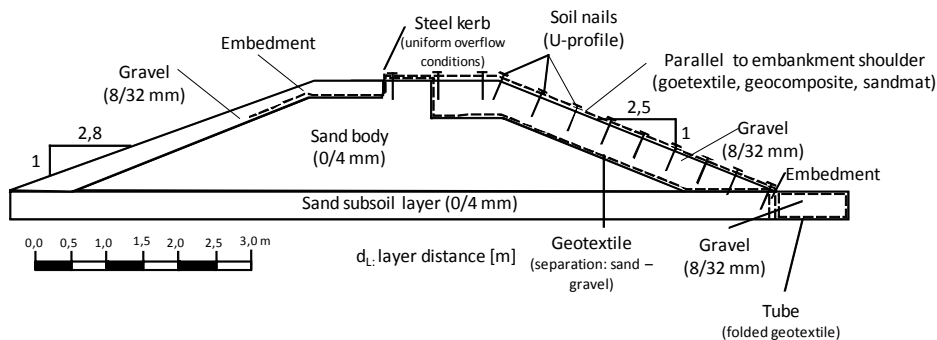 Steel kerb
(uniform overflow
conditions)
Soil nails
(U-profile)
Embedment
Gravel
(8/32 mm)
Parallel to embankment shoulder
(goetextile, geocomposite, sandmat)
2,8
1
2,5
1
Gravel
(8/32 mm)
Sand body
(0/4 mm)
Embedment
Sand subsoil layer (0/4 mm)
0,0 0,5 1,0 1,5 2,0 2,5 3,0 m
dL: layer distance [m]
Geotextile
(separation: sand –
gravel)
Gravel
(8/32 mm)
Tube
(folded geotextile)